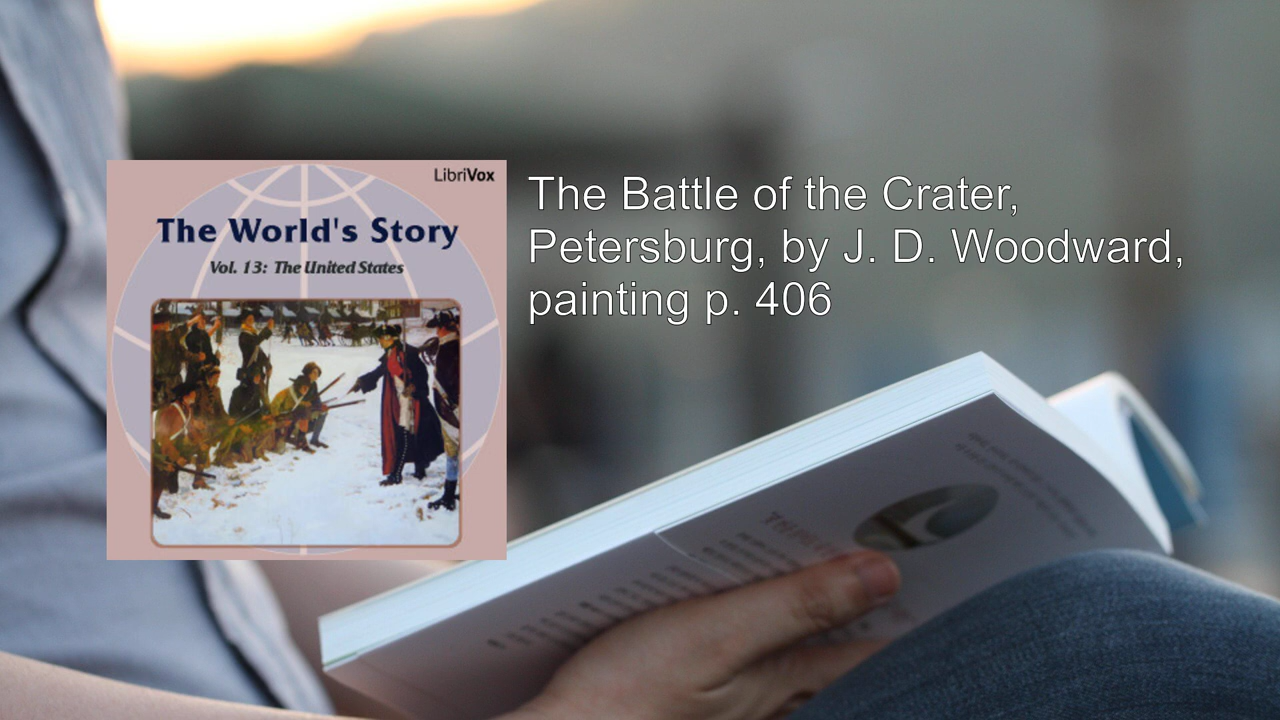 LibriVox
The World's Story
Vol. 13: The United States
The Battle of the Crater,
Petersburg, by J. D. Woodward,
painting p. 406